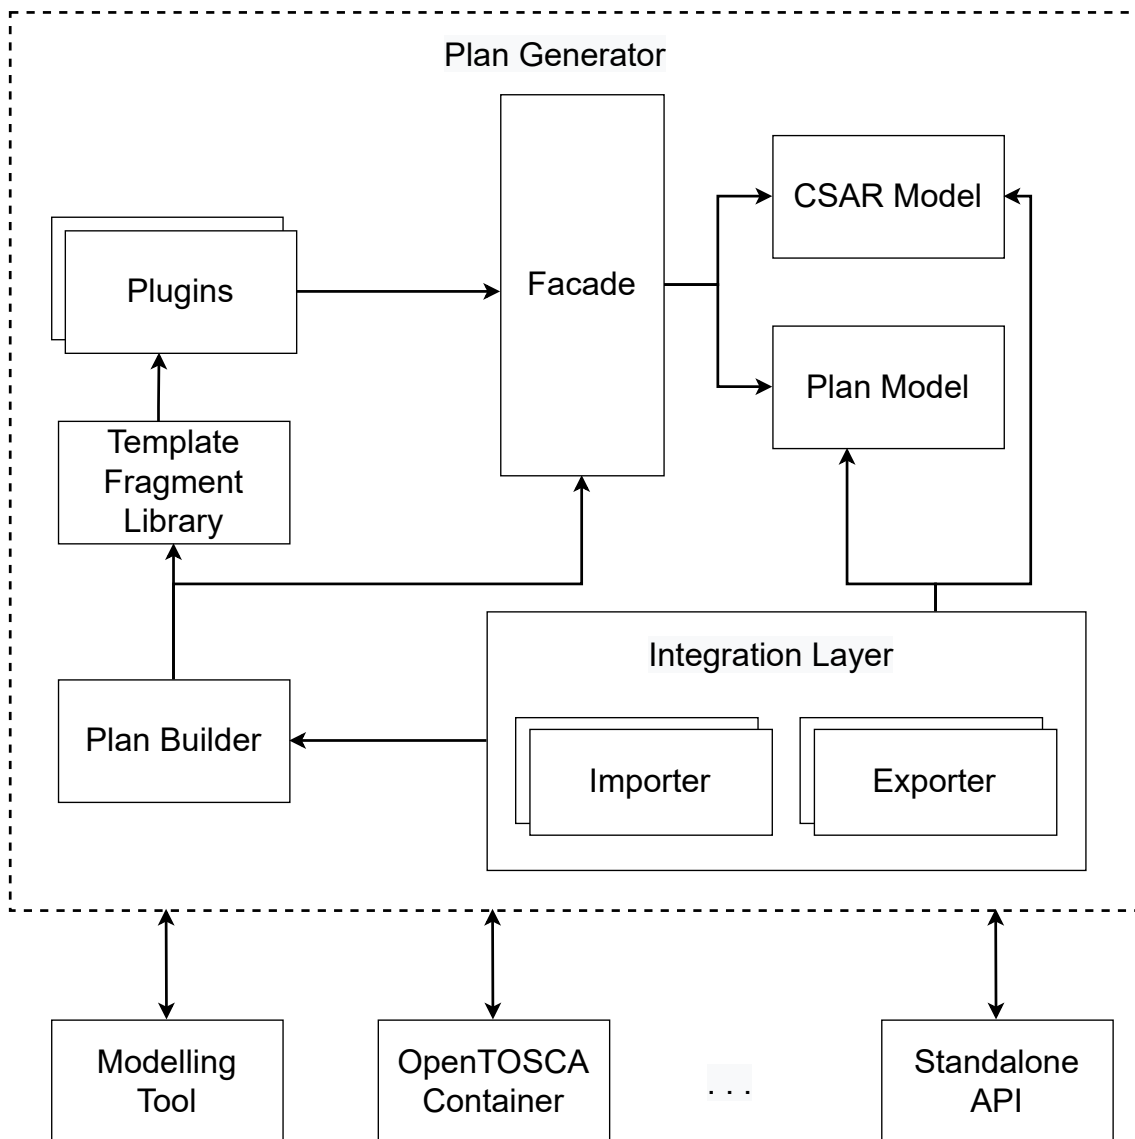 Plan Generator
CSAR Model
Facade
Plugins
Plan Model
Template
Fragment
Library
Integration Layer
Plan Builder
Importer
Exporter
Modelling
Tool
OpenTOSCA
Container
. . .
Standalone
API